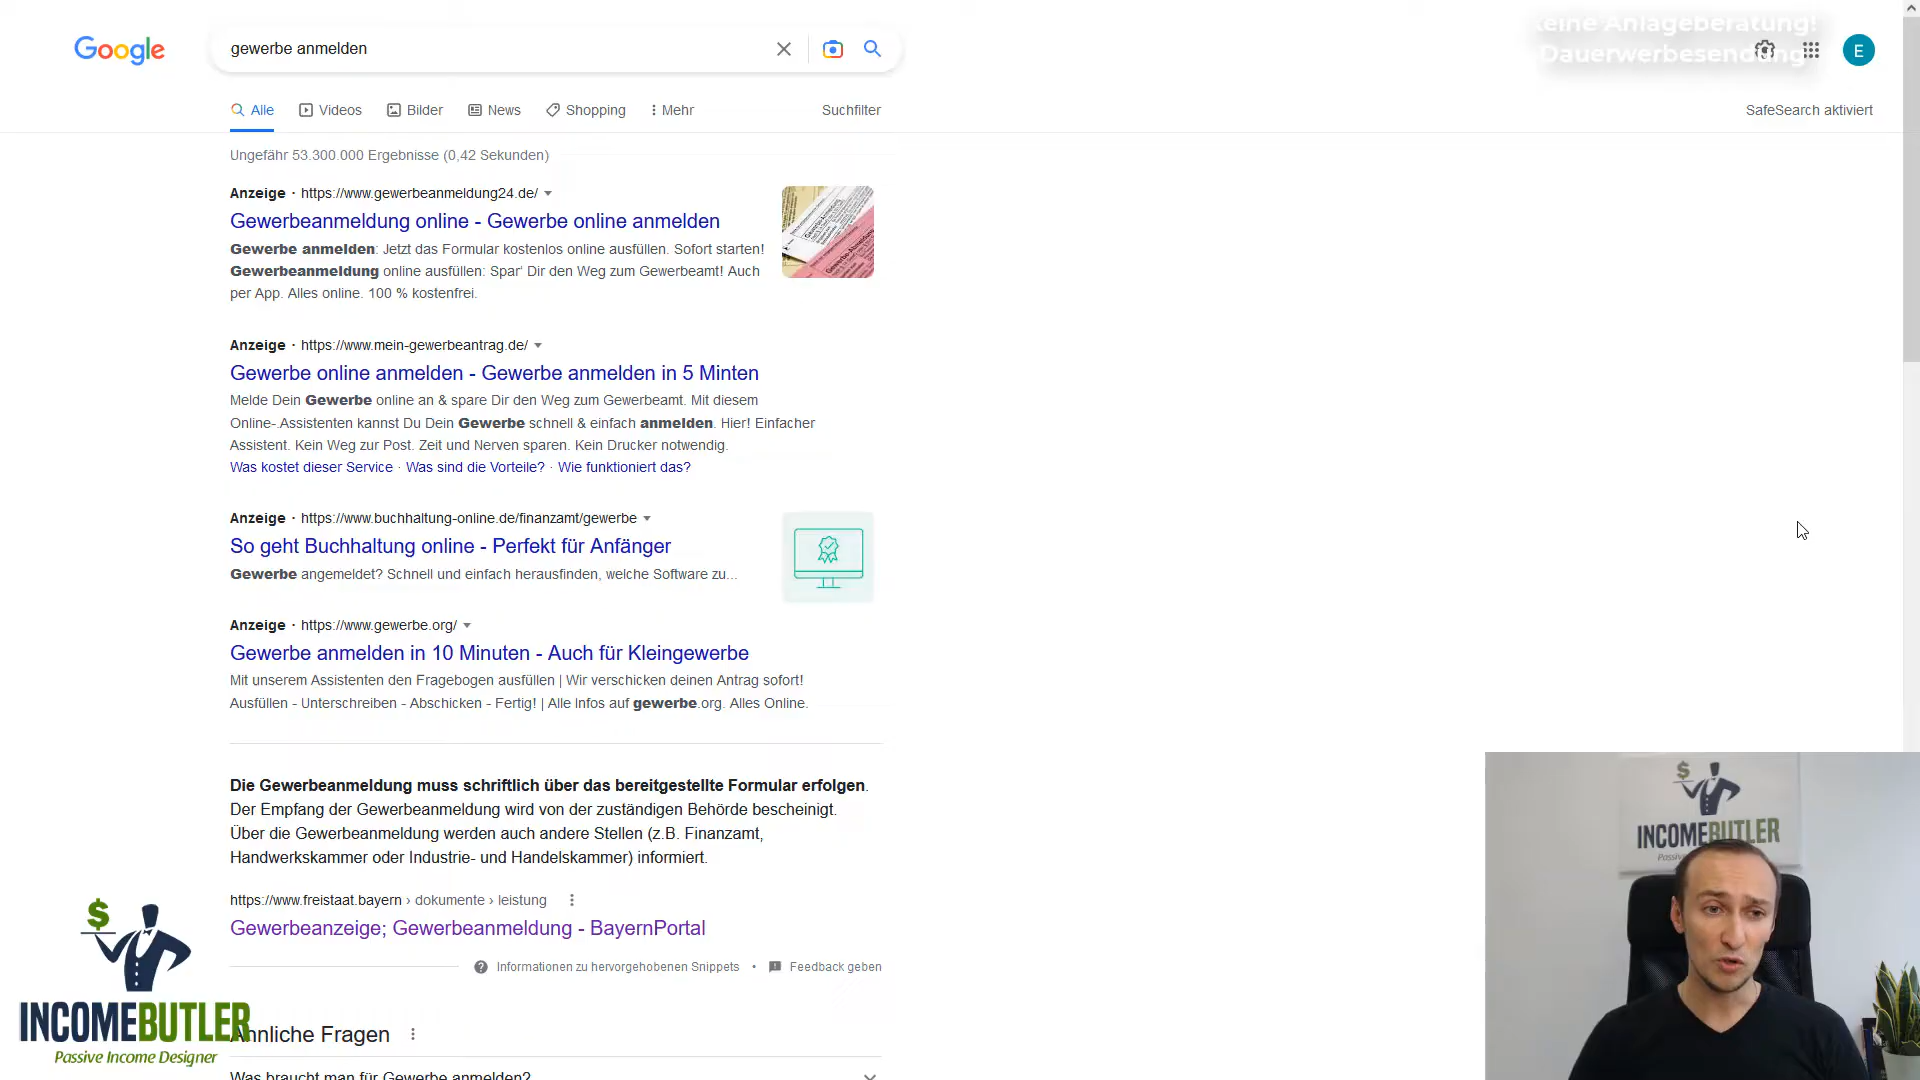 Google
gewerbe anmelden
keine Anlageberatung!
Dauerwerbesendung
E
Alle
Videos
Bilder
News
Shopping
Mehr
Suchfilter
SafeSearch aktiviert
Ungefähr 53.300.000 Ergebnisse (0,42 Sekunden)
Anzeige · https://www.gewerbeanmeldung24.de/
Gewerbeanmeldung online - Gewerbe online anmelden
Gewerbe anmelden: Jetzt das Formular kostenlos online ausfüllen. Sofort starten!
Gewerbeanmeldung online ausfüllen: Spar' Dir den Weg zum Gewerbeamt! Auch
per App. Alles online. 100 % kostenfrei.
Anzeige · https://www.mein-gewerbeantrag.de/
Gewerbe online anmelden - Gewerbe anmelden in 5 Minten
Melde Dein Gewerbe online an & spare Dir den Weg zum Gewerbeamt. Mit diesem
Online-.Assistenten kannst Du Dein Gewerbe schnell & einfach anmelden. Hier! Einfacher
Assistent. Kein Weg zur Post. Zeit und Nerven sparen. Kein Drucker notwendig.
Was kostet dieser Service · Was sind die Vorteile? · Wie funktioniert das?
Anzeige · https://www.buchhaltung-online.de/finanzamt/gewerbe
So geht Buchhaltung online - Perfekt für Anfänger
Gewerbe angemeldet? Schnell und einfach herausfinden, welche Software zu...
Anzeige · https://www.gewerbe.org/
Gewerbe anmelden in 10 Minuten - Auch für Kleingewerbe
Mit unserem Assistenten den Fragebogen ausfüllen | Wir verschicken deinen Antrag sofort!
Ausfüllen - Unterschreiben - Abschicken - Fertig! | Alle Infos auf gewerbe.org. Alles Online.
Die Gewerbeanmeldung muss schriftlich über das bereitgestellte Formular erfolgen.
Der Empfang der Gewerbeanmeldung wird von der zuständigen Behörde bescheinigt.
Über die Gewerbeanmeldung werden auch andere Stellen (z.B. Finanzamt,
Handwerkskammer oder Industrie- und Handelskammer) informiert.
https://www.freistaat.bayern › dokumente › leistung
Gewerbeanzeige; Gewerbeanmeldung - BayernPortal
Informationen zu hervorgehobenen Snippets • Feedback geben
Ähnliche Fragen
Was braucht man für Gewerbe anmelden?
INCOMEBUTLER
Passive Income Designer
INCOMEBUTLER